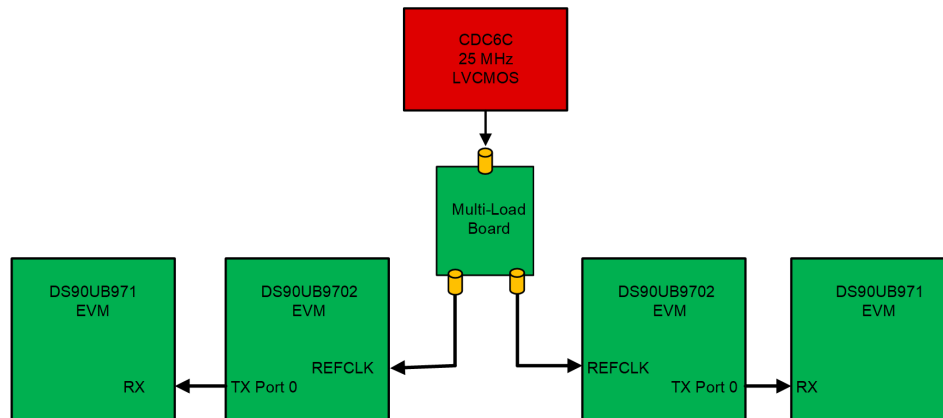 CDC6C
25 MHz
LVCMOS
Multi-Load
Board
DS90UB971
EVM
RX
DS90UB9702
EVM
REFCLK
TX Port 0
DS90UB9702
EVM
REFCLK
TX Port 0
DS90UB971
EVM
RX